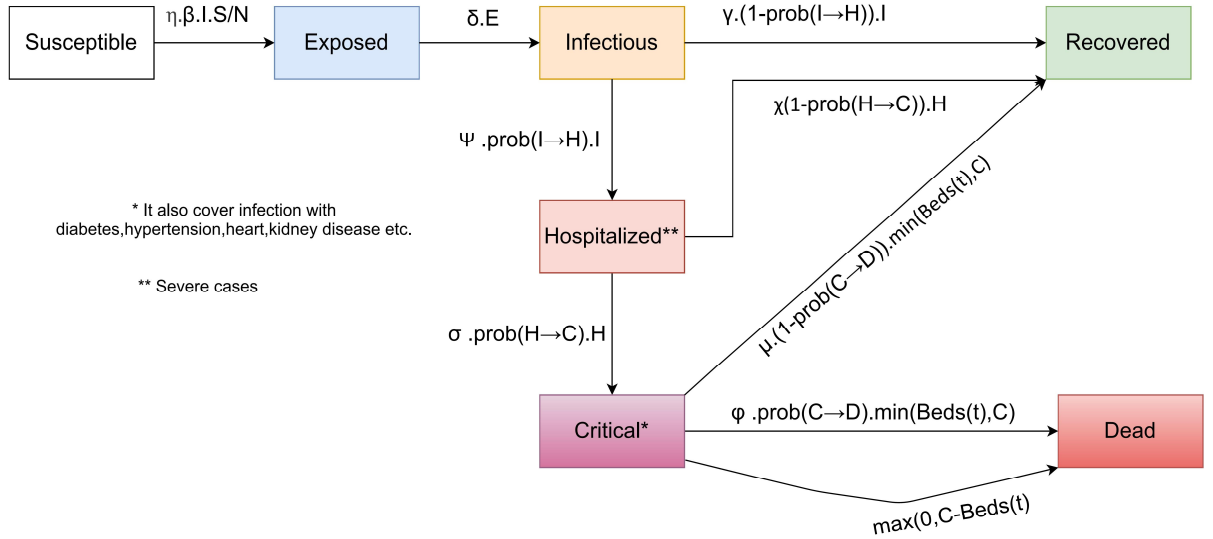 η.β.I.S/N
δ.E
γ.(1-prob(I→H)).I
Susceptible
Exposed
Infectious
Recovered
χ(1-prob(H→C)).H
Ψ .prob(I→H).I
* It also cover infection with
diabetes,hypertension,heart,kidney disease etc.
Hospitalized**
** Severe cases
μ.(1-prob(C→D)).min(Beds(t),C)
σ .prob(H→C).H
φ .prob(C→D).min(Beds(t),C)
Critical*
Dead
max(0,C-Beds(t)